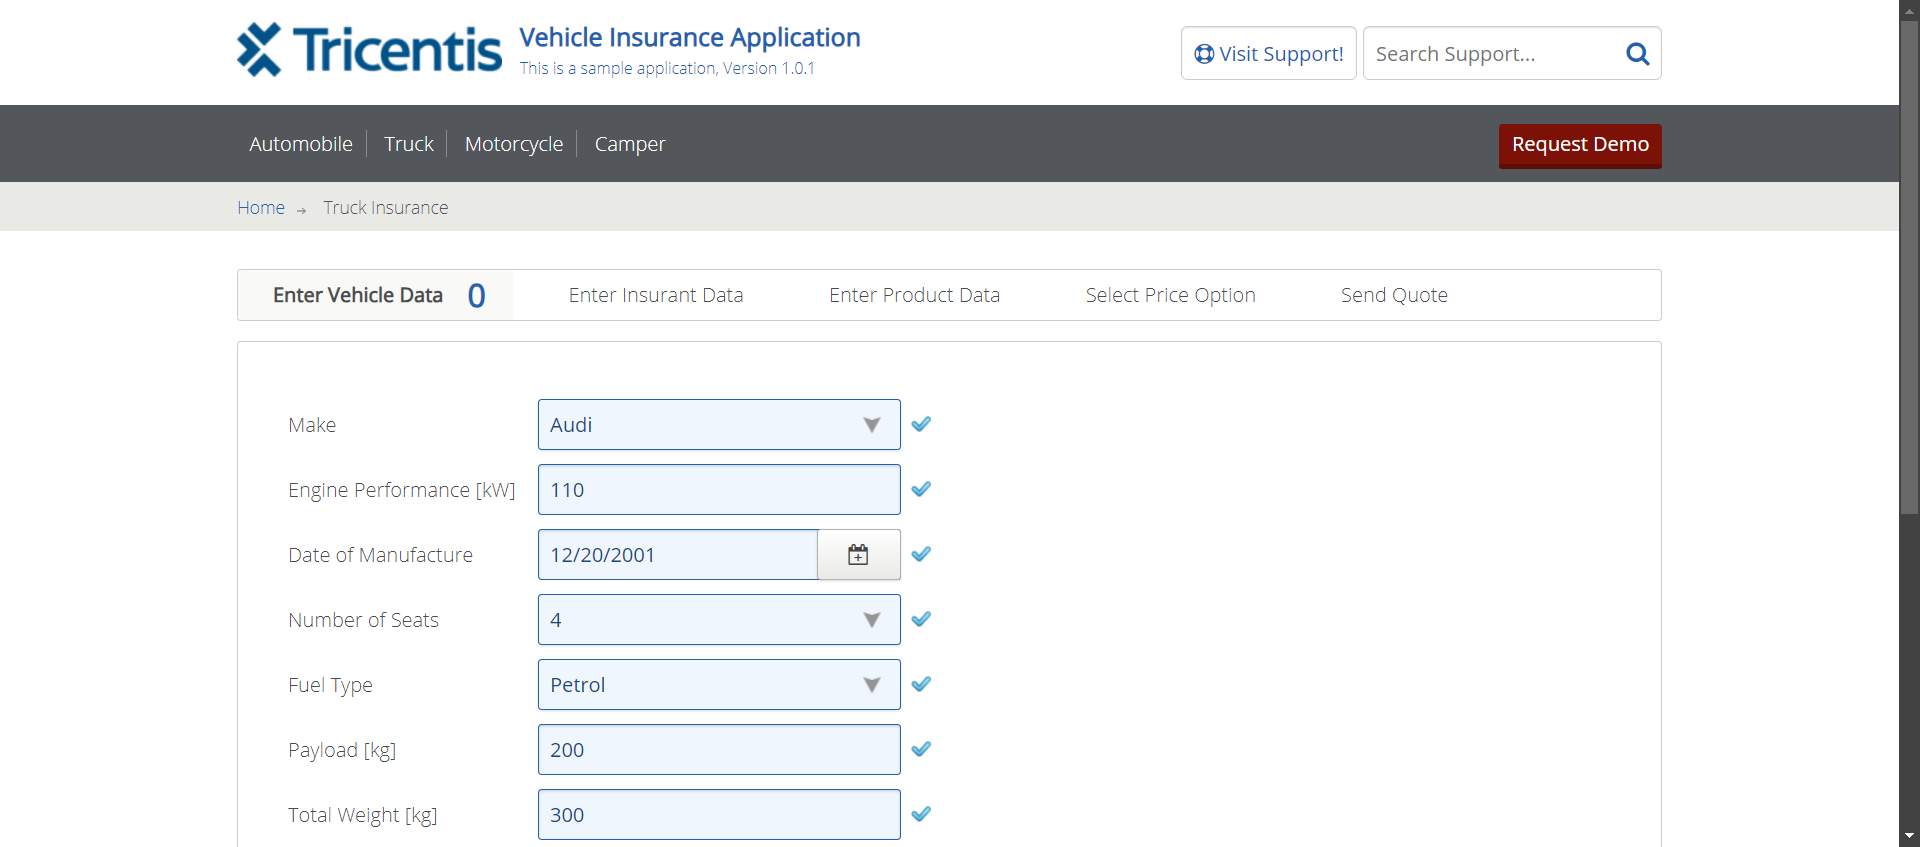 Tricentis
Vehicle Insurance Application
This is a sample application, Version 1.0.1
Visit Support!
Search Support...
Automobile
Truck
Motorcycle
Camper
Request Demo
Home → Truck Insurance
Enter Vehicle Data 0
Enter Insurant Data
Enter Product Data
Select Price Option
Send Quote
Make
Audi
Engine Performance [kW]
110
Date of Manufacture
12/20/2001
Number of Seats
4
Fuel Type
Petrol
Payload [kg]
200
Total Weight [kg]
300